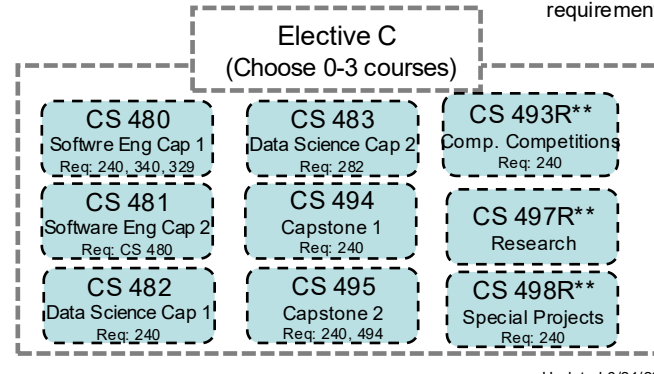 requiremen
Elective C
(Choose 0-3 courses)
CS 480
Softwre Eng Cap 1
Req: 240, 340, 329
CS 481
Software Eng Cap 2
Req: CS 480
CS 482
Data Science Cap 1
Req: 240
CS 483
Data Science Cap 2
Req: 282
CS 494
Capstone 1
Req: 240
CS 495
Capstone 2
Req: 240, 494
CS 493R**
Comp. Competitions
Req: 240
CS 497R**
Research
CS 498R**
Special Projects
Req: 240